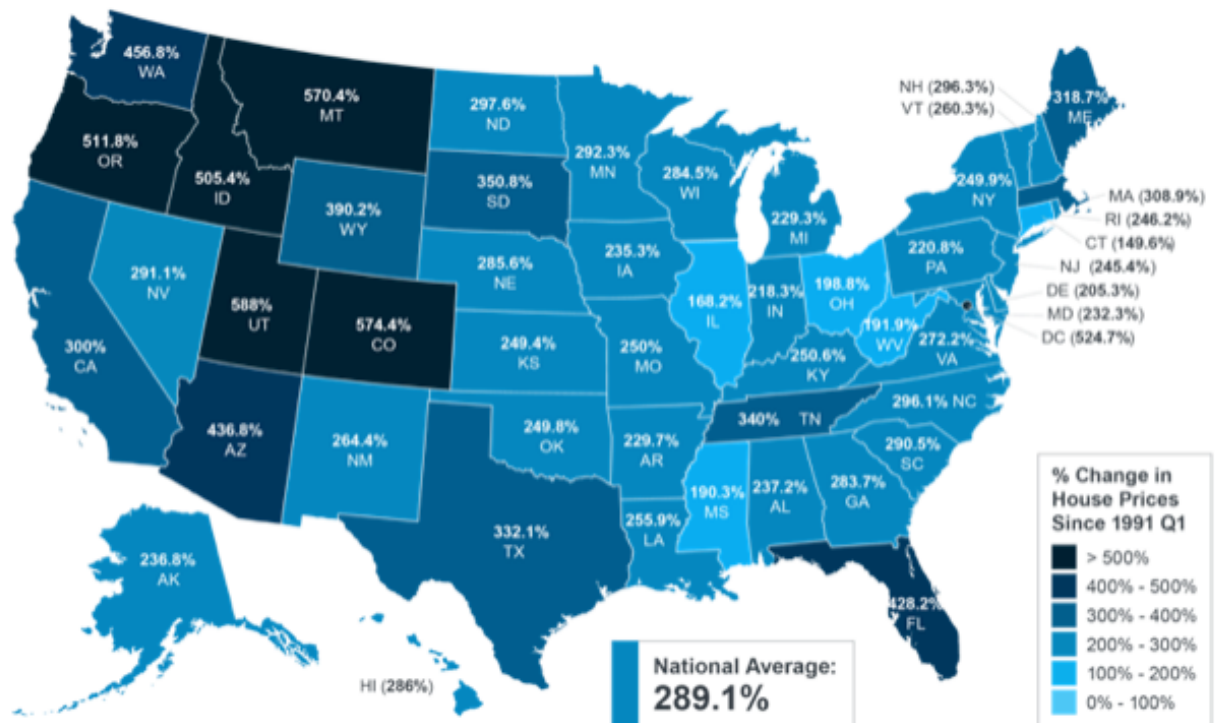 456.8%
WA
570.4%
MT
297.6%
ND
292.3%
MN
284.5%
WI
NH (296.3%)
VT (260.3%)
318.7%
ME
511.8%
OR
505.4%
ID
390.2%
WY
350.8%
SD
229.3%
MI
249.9%
NY
MA (308.9%)
RI (246.2%)
CT (149.6%)
NJ (245.4%)
DE (205.3%)
MD (232.3%)
DC (524.7%)
291.1%
NV
588%
UT
574.4%
CO
285.6%
NE
235.3%
IA
168.2%
IL
218.3%
IN
198.8%
OH
220.8%
PA
191.9%
WV
272.2%
VA
300%
CA
249.4%
KS
250%
MO
250.6%
KY
296.1% NC
436.8%
AZ
264.4%
NM
249.8%
OK
229.7%
AR
340% TN
290.5%
SC
332.1%
TX
255.9%
LA
190.3%
MS
237.2%
AL
283.7%
GA
428.2%
FL
236.8%
AK
HI (286%)
National Average:
289.1%
% Change in
House Prices
Since 1991 Q1
> 500%
400% - 500%
300% - 400%
200% - 300%
100% - 200%
0% - 100%